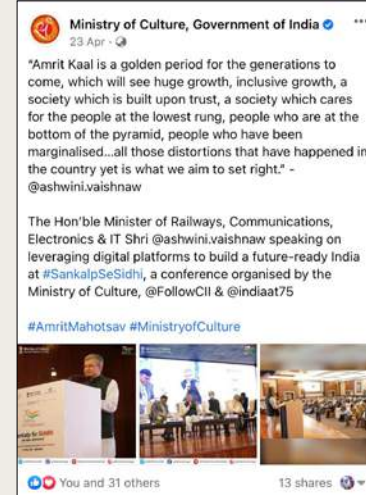 Ministry of Culture, Government of India
23 Apr ·
"Amrit Kaal is a golden period for the generations to
come, which will see huge growth, inclusive growth, a
society which is built upon trust, a society which cares
for the people at the lowest rung, people who are at the
bottom of the pyramid, people who have been
marginalised...all those distortions that have happened in
the country yet is what we aim to set right." -
@ashwini.vaishnaw
The Hon'ble Minister of Railways, Communications,
Electronics & IT Shri @ashwini.vaishnaw speaking on
leveraging digital platforms to build a future-ready India
at #SankalpSeSidhi, a conference organised by the
Ministry of Culture, @FollowCII & @indiaat75
#AmritMahotsav #MinistryofCulture
You and 31 others
13 shares